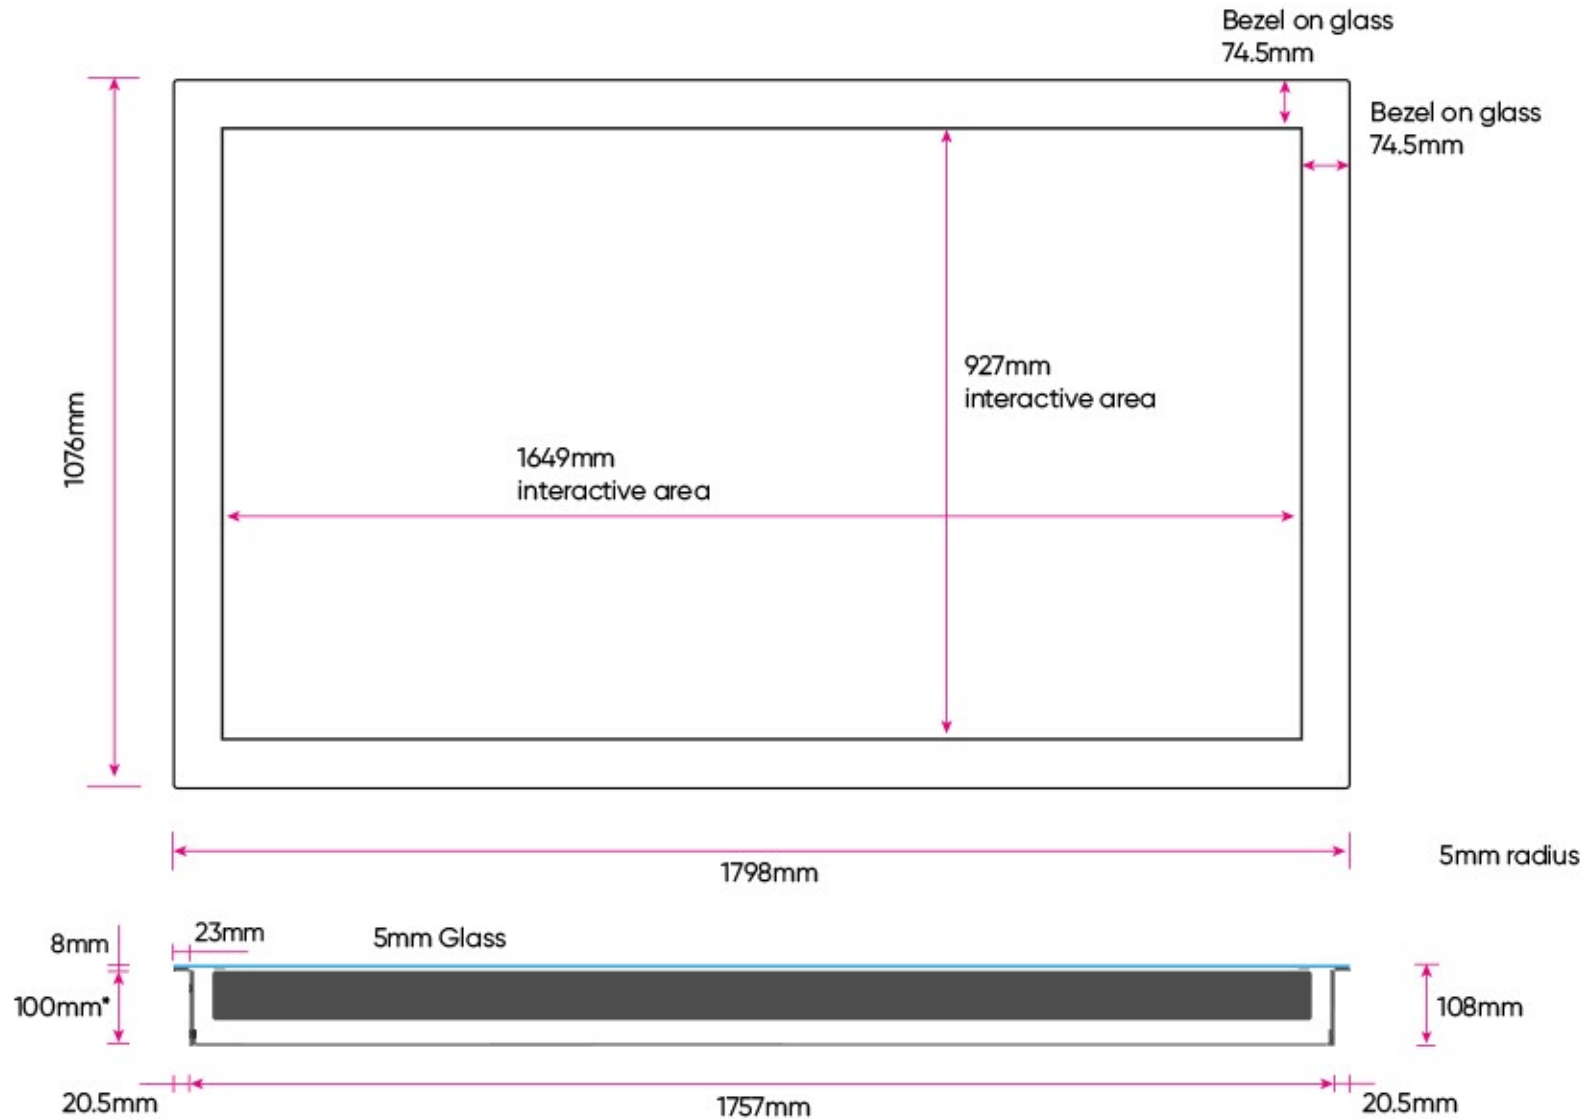 Bezel on glass
74.5mm
Bezel on glass
74.5mm
1076mm
927mm
interactive area
1649mm
interactive area
1798mm
5mm radius
8mm
23mm
5mm Glass
100mm*
108mm
20.5mm
1757mm
20.5mm